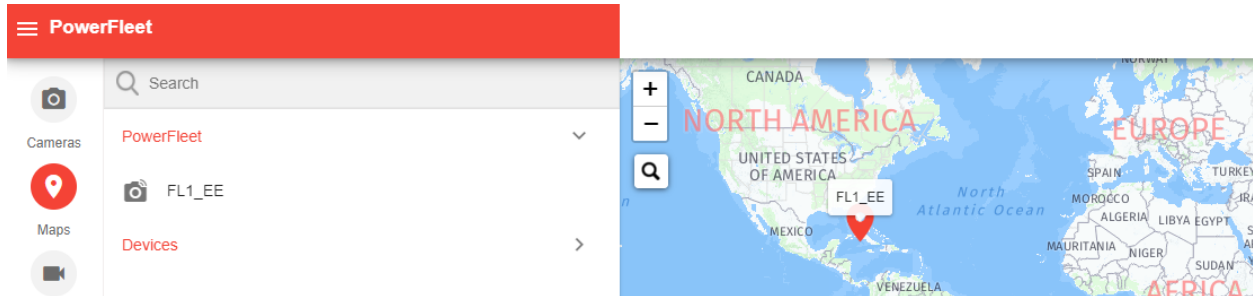 PowerFleet
Search
Cameras
PowerFleet
FL1_EE
Maps
Devices
+
−
NORWAY
CANADA
NORTH AMERICA
EUROPE
UNITED STATES
OF AMERICA
SPAIN
TURKEY
North
Atlantic Ocean
FL1_EE
MOROCCO
ALGERIA
LIBYA
EGYPT
MEXICO
MAURITANIA
NIGER
SUDAN
VENEZUELA
AFRICA